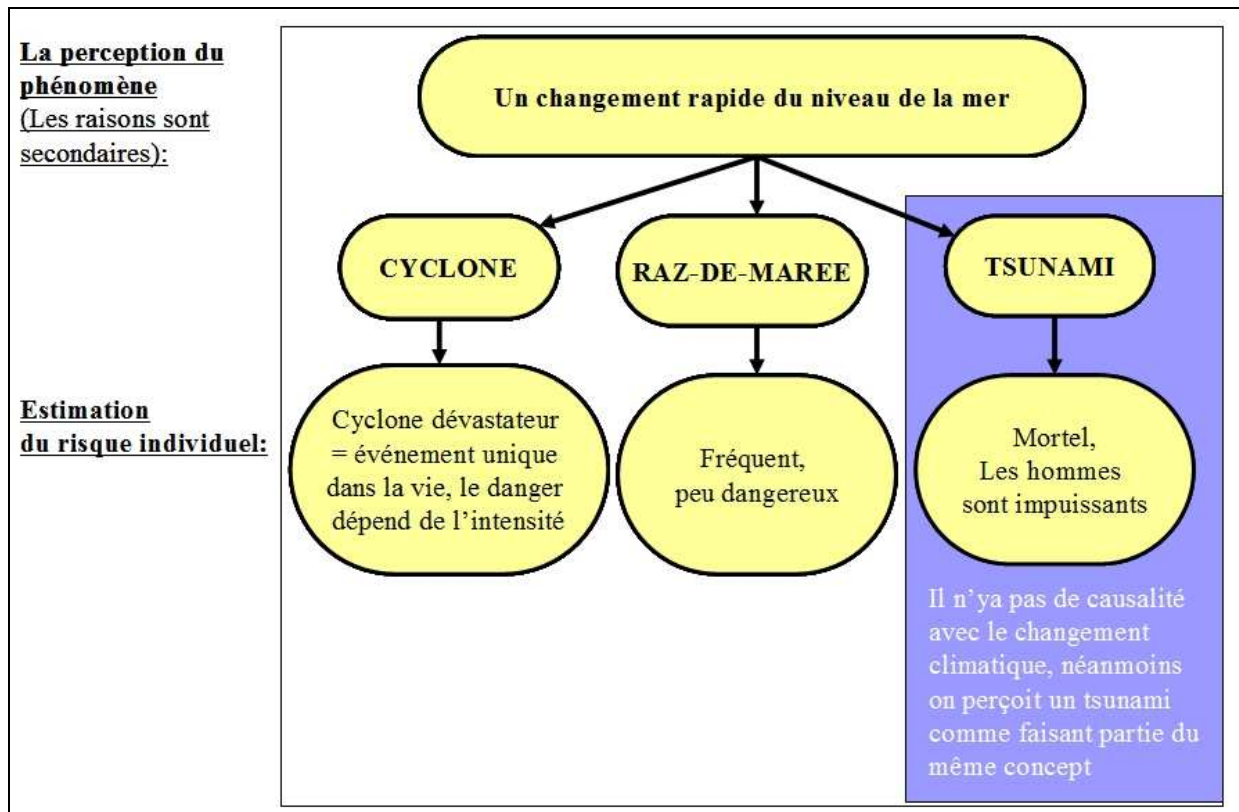 La perception du
phénomène
(Les raisons sont
secondaires):
Un changement rapide du niveau de la mer
CYCLONE
RAZ-DE-MAREE
TSUNAMI
Estimation
du risque individuel:
Cyclone dévastateur
= événement unique
dans la vie, le danger
dépend de l'intensité
Fréquent,
peu dangereux
Mortel,
Les hommes
sont impuissants
Il n'ya pas de causalité
avec le changement
climatique, néanmoins
on perçoit un tsunami
comme faisant partie du
même concept